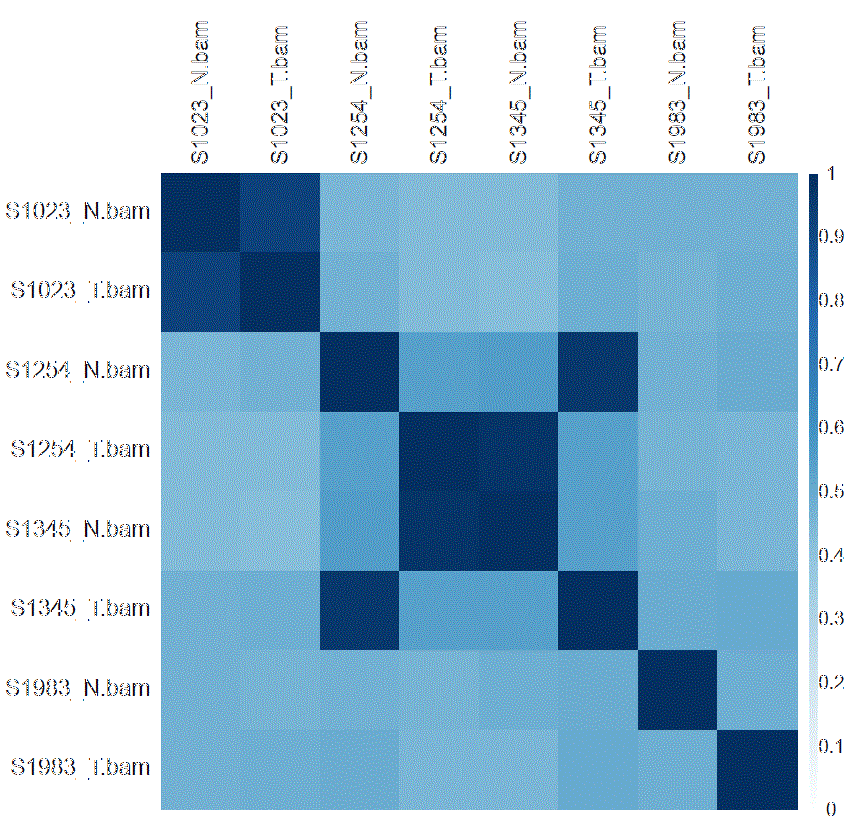 S1023_N.bam
S1023_T.bam
S1254_N.bam
S1254_T.bam
S1345_N.bam
S1345_T.bam
S1983_N.bam
S1983_T.bam
S1023_N.bam
S1023_T.bam
S1254_N.bam
S1254_T.bam
S1345_N.bam
S1345_T.bam
S1983_N.bam
S1983_T.bam
1
0.9
0.8
0.7
0.6
0.5
0.4
0.3
0.2
0.1
0